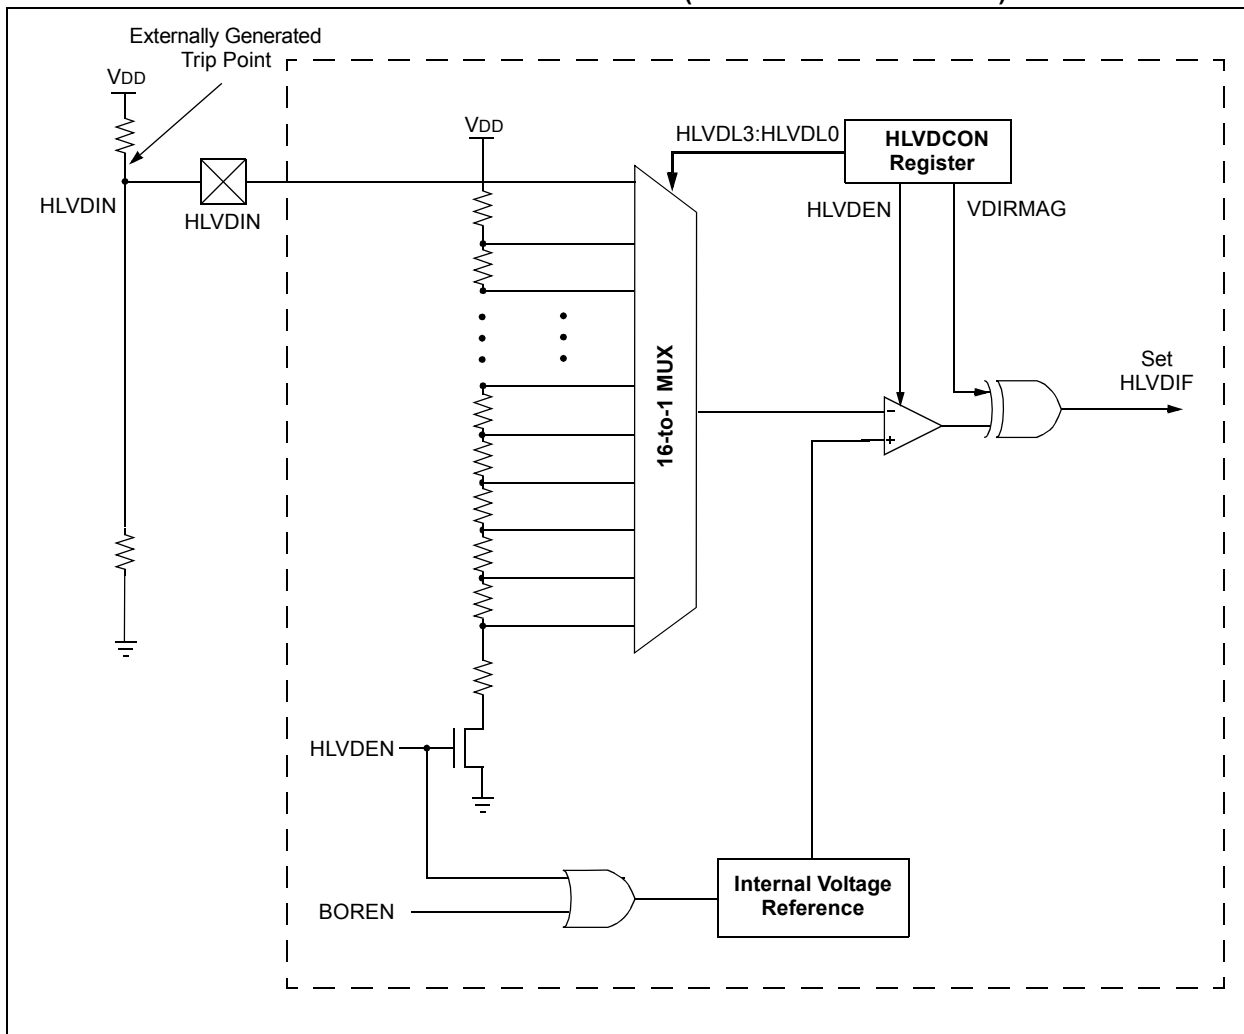 Externally Generated
Trip Point
VDD
VDD
HLVDL3:HLVDL0
HLVDCON
Register
HLVDIN
HLVDIN
HLVDEN
VDIRMAG
16-to-1 MUX
Set
HLVDIF
-
+
HLVDEN
BOREN
Internal Voltage
Reference